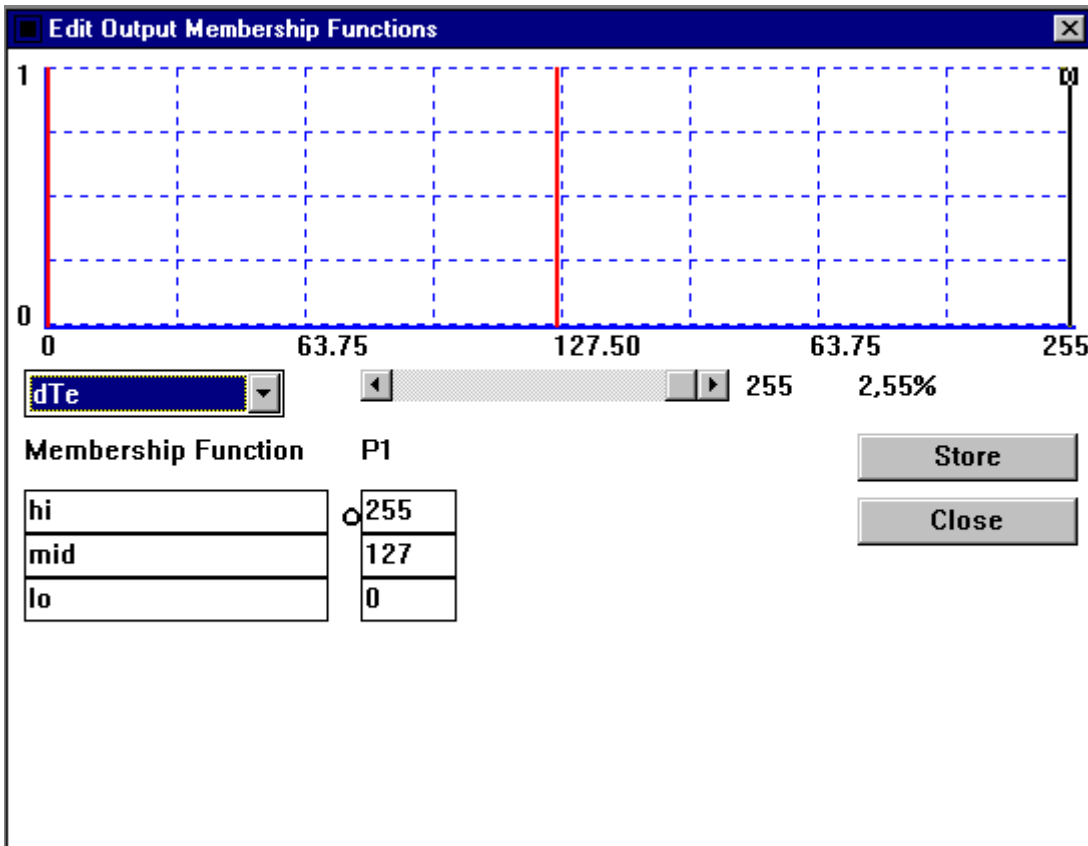 Edit Output Membership Functions
1
0
0 63.75 127.50 63.75 255
dTe 255 2,55%
Membership Function P1
Store
hi 255
Close
mid 127
lo 0